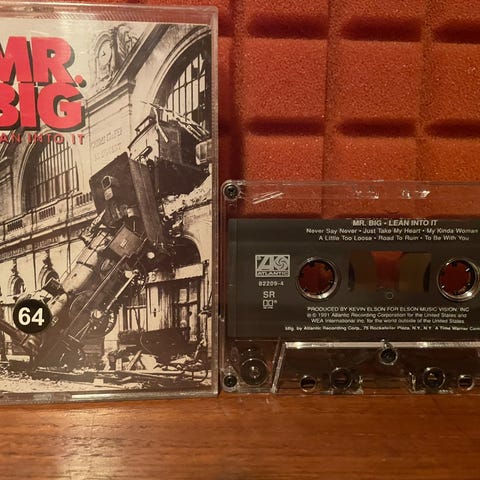 MR.
BIG
LEAN INTO IT
64
MR. BIG - LEAN INTO IT
Never Say Never • Just Take My Heart • My Kinda Woman
A Little Too Loose • Road To Ruin • To Be With You
ATLANTIC
82209-4
SR
PRODUCED BY KEVIN ELSON FOR ELSON MUSIC VISION, INC
℗© 1991 Atlantic Recording Corporation for the United States and
WEA International Inc. for the world outside of the United States.
Mfg. by Atlantic Recording Corp., 75 Rockefeller Plaza, N.Y., N.Y. A Time Warner